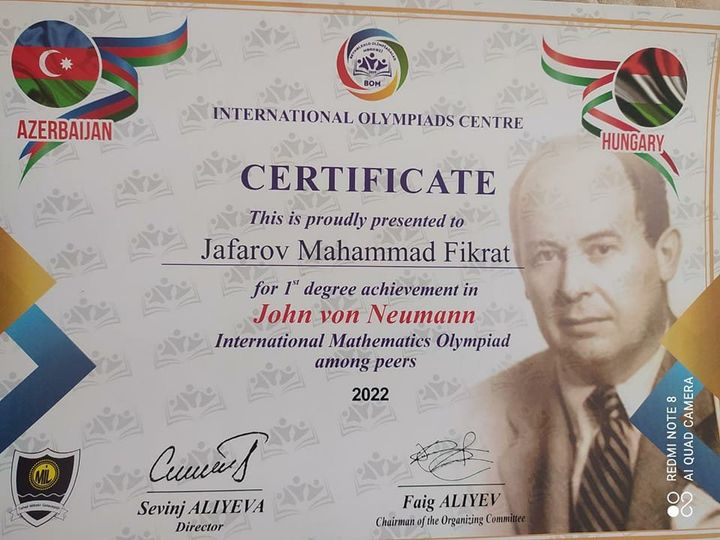 BOM
AZERBAIJAN
HUNGARY
INTERNATIONAL OLYMPIADS CENTRE
CERTIFICATE
This is proudly presented to
Jafarov Mahammad Fikrat
for 1st degree achievement in
John von Neumann
International Mathematics Olympiad
among peers
2022
MIL
Sevinj ALIYEVA
Director
Faig ALIYEV
Chairman of the Organizing Committee
REDMI NOTE 8
AI QUAD CAMERA